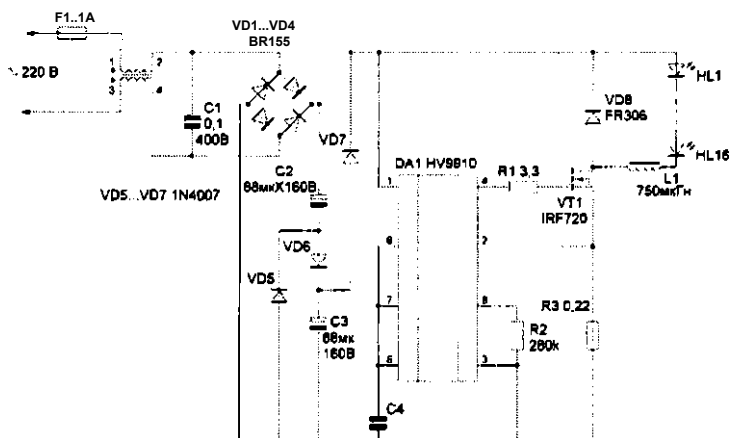 F1..1A
VD1...VD4
BR155
1
2
~ 220 В
3
4
C1
0,1
400В
VD7
VD8
FR306
HL1
HL16
C2
68мкX160В
DA1 HV9910
R1 3,3
L1
750мкГн
VD5...VD7 1N4007
1
4
VT1
IRF720
6
2
VD6
VD5
7
8
C3
68мк
160В
R2
280k
R3 0,22
5
3
C4